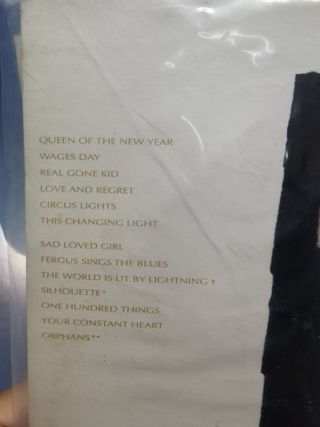 QUEEN OF THE NEW YEAR
WAGES DAY
REAL GONE KID
LOVE AND REGRET
CIRCUS LIGHTS
THIS CHANGING LIGHT
SAD LOVED GIRL
FERGUS SINGS THE BLUES
THE WORLD IS LIT BY LIGHTNING +
SILHOUETTE*
ONE HUNDRED THINGS
YOUR CONSTANT HEART
ORPHANS**